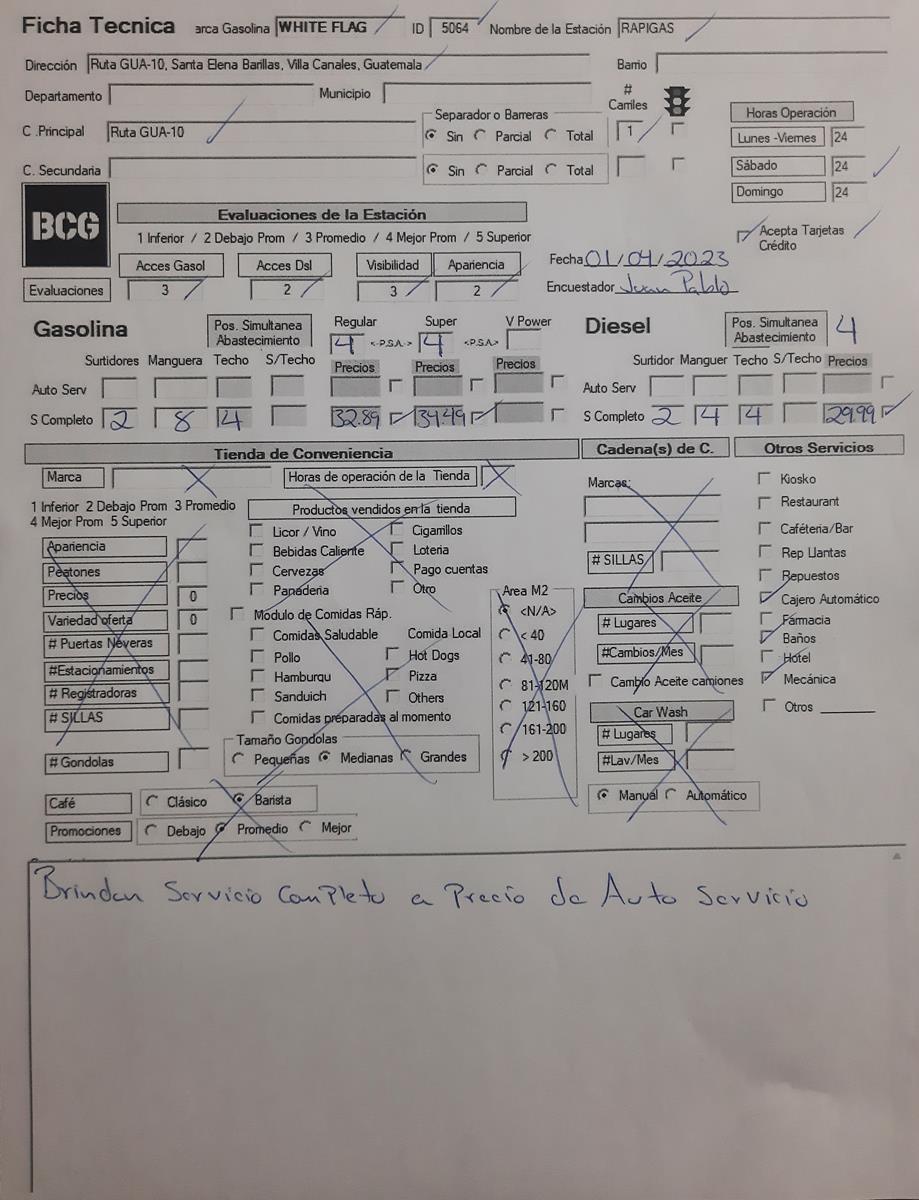 Ficha Tecnica arca Gasolina WHITE FLAG ID 5064 Nombre de la Estación RAPIGAS
Dirección Ruta GUA-10, Santa Elena Barillas, Villa Canales, Guatemala Barrio
Departamento Municipio # Carriles
Separador o Barreras
Horas Operación
C .Principal Ruta GUA-10 Sin Parcial Total 1
Lunes -Viernes 24
C. Secundaria Sin Parcial Total
Sábado 24
Domingo 24
BCG
Evaluaciones de la Estación
1 Inferior / 2 Debajo Prom / 3 Promedio / 4 Mejor Prom / 5 Superior
Acepta Tarjetas Crédito
Acces Gasol Acces Dsl Visibilidad Apariencia
Fecha 01/04/2023
Evaluaciones 3 2 3 2
Encuestador Juan Pablo
Gasolina Pos. Simultanea Abastecimiento Regular Super V Power
4 <-P.S.A.-> 4 <-P.S.A.>
Diesel Pos. Simultanea Abastecimiento 4
Surtidores Manguera Techo S/Techo Precios Precios Precios
Surtidor Manguer Techo S/Techo Precios
Auto Serv
Auto Serv
S Completo 2 8 4 32.89 34.49
S Completo 2 4 4 29.99
Tienda de Conveniencia
Cadena(s) de C.
Otros Servicios
Marca Horas de operación de la Tienda
1 Inferior 2 Debajo Prom 3 Promedio
4 Mejor Prom 5 Superior
Apariencia
Peatones
Precios 0
Variedad oferta 0
# Puertas Neveras
#Estacionamientos
# Registradoras
# SILLAS
# Gondolas
Productos vendidos en la tienda
Licor / Vino Cigarrillos
Bebidas Caliente Loteria
Cervezas Pago cuentas
Panaderia Otro
Modulo de Comidas Ráp.
Comidas Saludable Comida Local
Pollo Hot Dogs
Hamburqu Pizza
Sanduich Others
Comidas preparadas al momento
Tamaño Gondolas
Pequeñas Medianas Grandes
Area M2
<N/A>
< 40
41-80
81-120M
121-160
161-200
> 200
Marcas:
# SILLAS
Cambios Aceite
# Lugares
#Cambios/Mes
Cambio Aceite camiones
Car Wash
# Lugares
#Lav/Mes
Manual Automático
Kiosko
Restaurant
Caféteria/Bar
Rep Llantas
Repuestos
Cajero Automático
Fármacia
Baños
Hotel
Mecánica
Otros
Café Clásico Barista
Promociones Debajo Promedio Mejor
Brindan Servicio Completo a Precio de Auto Servicio